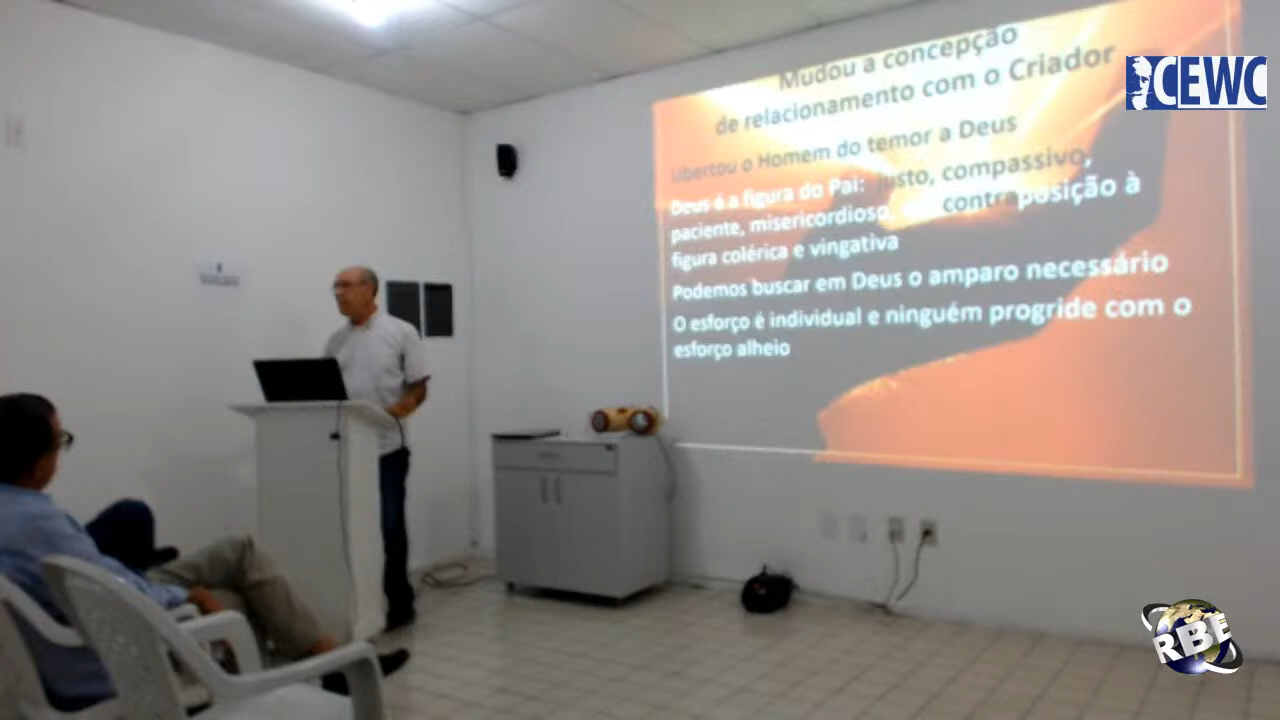 Mudou a concepção
de relacionamento com o Criador
Libertou o Homem do temor a Deus
Deus é a figura do Pai: justo, compassivo,
paciente, misericordioso, contraposição à
figura colérica e vingativa
Podemos buscar em Deus o amparo necessário
O esforço é individual e ninguém progride com o
esforço alheio
CEWC
RBE